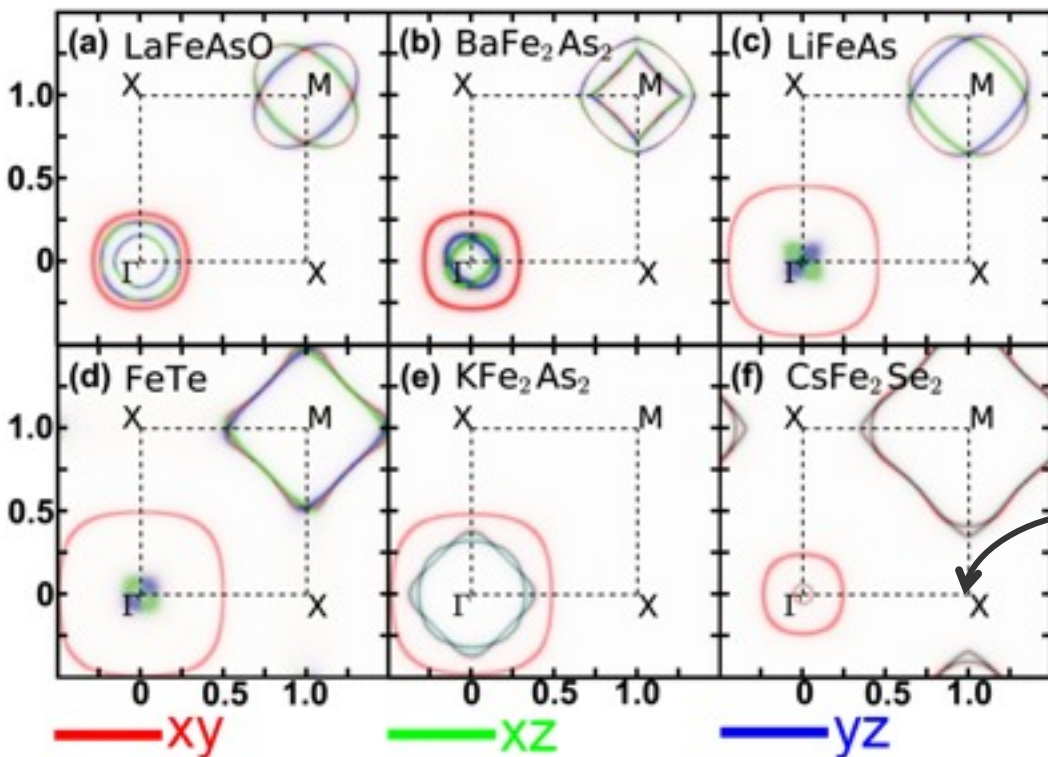 (a) LaFeAsO
(b) BaFe₂As₂
(c) LiFeAs
X M
X M
X M
1.0
0.5
0
Γ X
Γ X
Γ X
(d) FeTe
(e) KFe₂As₂
(f) CsFe₂Se₂
X M
X M
X M
1.0
0.5
0
Γ X
Γ X
Γ X
0 0.5 1.0
0 0.5 1.0
0 0.5 1.0
xy
xz
yz